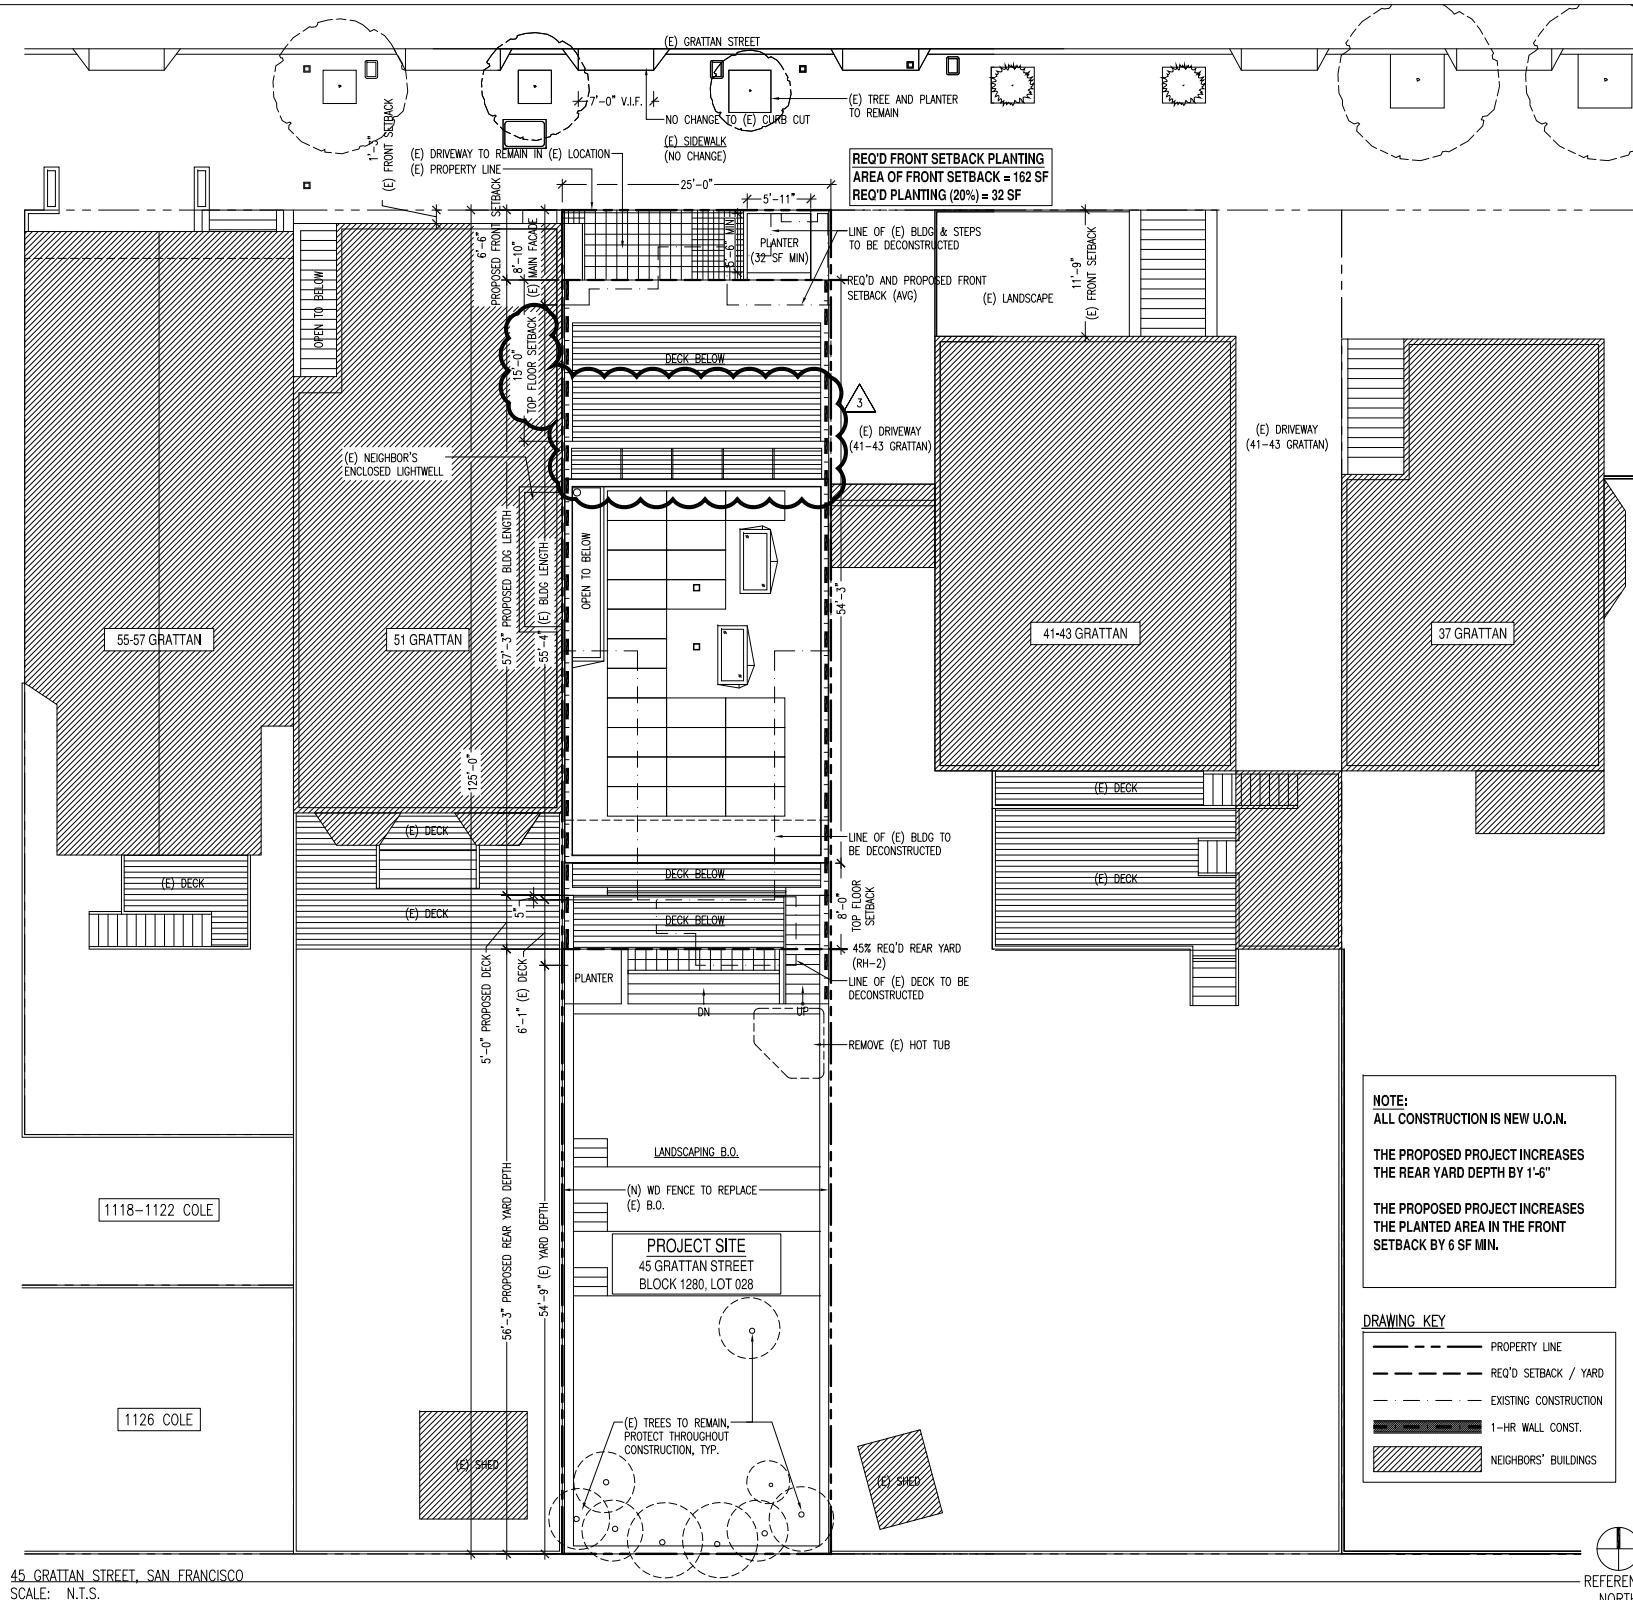 (E) GRATTAN STREET
7'-0" V.I.F.
(E) TREE AND PLANTER
TO REMAIN
NO CHANGE TO (E) CURB CUT
(E) SIDEWALK
(NO CHANGE)
1'-3"
(E) FRONT SETBACK
(E) DRIVEWAY TO REMAIN IN (E) LOCATION
(E) PROPERTY LINE
25'-0"
REQ'D FRONT SETBACK PLANTING
AREA OF FRONT SETBACK = 162 SF
REQ'D PLANTING (20%) = 32 SF
5'-11"
6'-6"
PROPOSED FRONT SETBACK
8'-10"
(E) MAIN FACADE
5'-6" MIN
PLANTER
(32 SF MIN)
LINE OF (E) BLDG & STEPS
TO BE DECONSTRUCTED
REQ'D AND PROPOSED FRONT
SETBACK (AVG)
(E) LANDSCAPE
11'-9"
(E) FRONT SETBACK
OPEN TO BELOW
15'-0"
TOP FLOOR SETBACK
DECK BELOW
3
(E) DRIVEWAY
(41-43 GRATTAN)
(E) DRIVEWAY
(41-43 GRATTAN)
(E) NEIGHBOR'S
ENCLOSED LIGHTWELL
57'-3" PROPOSED BLDG LENGTH
55'-4" (E) BLDG LENGTH
OPEN TO BELOW
54'-3"
55-57 GRATTAN
51 GRATTAN
41-43 GRATTAN
37 GRATTAN
125'-0"
(E) DECK
(E) DECK
LINE OF (E) BLDG TO
BE DECONSTRUCTED
DECK BELOW
(E) DECK
(E) DECK
(E) DECK
5"
DECK BELOW
8'-0"
TOP FLOOR
SETBACK
45% REQ'D REAR YARD
(RH-2)
LINE OF (E) DECK TO BE
DECONSTRUCTED
PLANTER
5'-0" PROPOSED DECK
6'-1" (E) DECK
DN
UP
REMOVE (E) HOT TUB
NOTE:
ALL CONSTRUCTION IS NEW U.O.N.
THE PROPOSED PROJECT INCREASES
THE REAR YARD DEPTH BY 1'-6"
THE PROPOSED PROJECT INCREASES
THE PLANTED AREA IN THE FRONT
SETBACK BY 6 SF MIN.
LANDSCAPING B.O.
(N) WD FENCE TO REPLACE
(E) B.O.
1118-1122 COLE
56'-3" PROPOSED REAR YARD DEPTH
54'-9" (E) YARD DEPTH
PROJECT SITE
45 GRATTAN STREET
BLOCK 1280, LOT 028
DRAWING KEY
PROPERTY LINE
REQ'D SETBACK / YARD
EXISTING CONSTRUCTION
1-HR WALL CONST.
NEIGHBORS' BUILDINGS
1126 COLE
(E) TREES TO REMAIN,
PROTECT THROUGHOUT
CONSTRUCTION, TYP.
(E) SHED
(E) SHED
45 GRATTAN STREET, SAN FRANCISCO
SCALE: N.T.S.